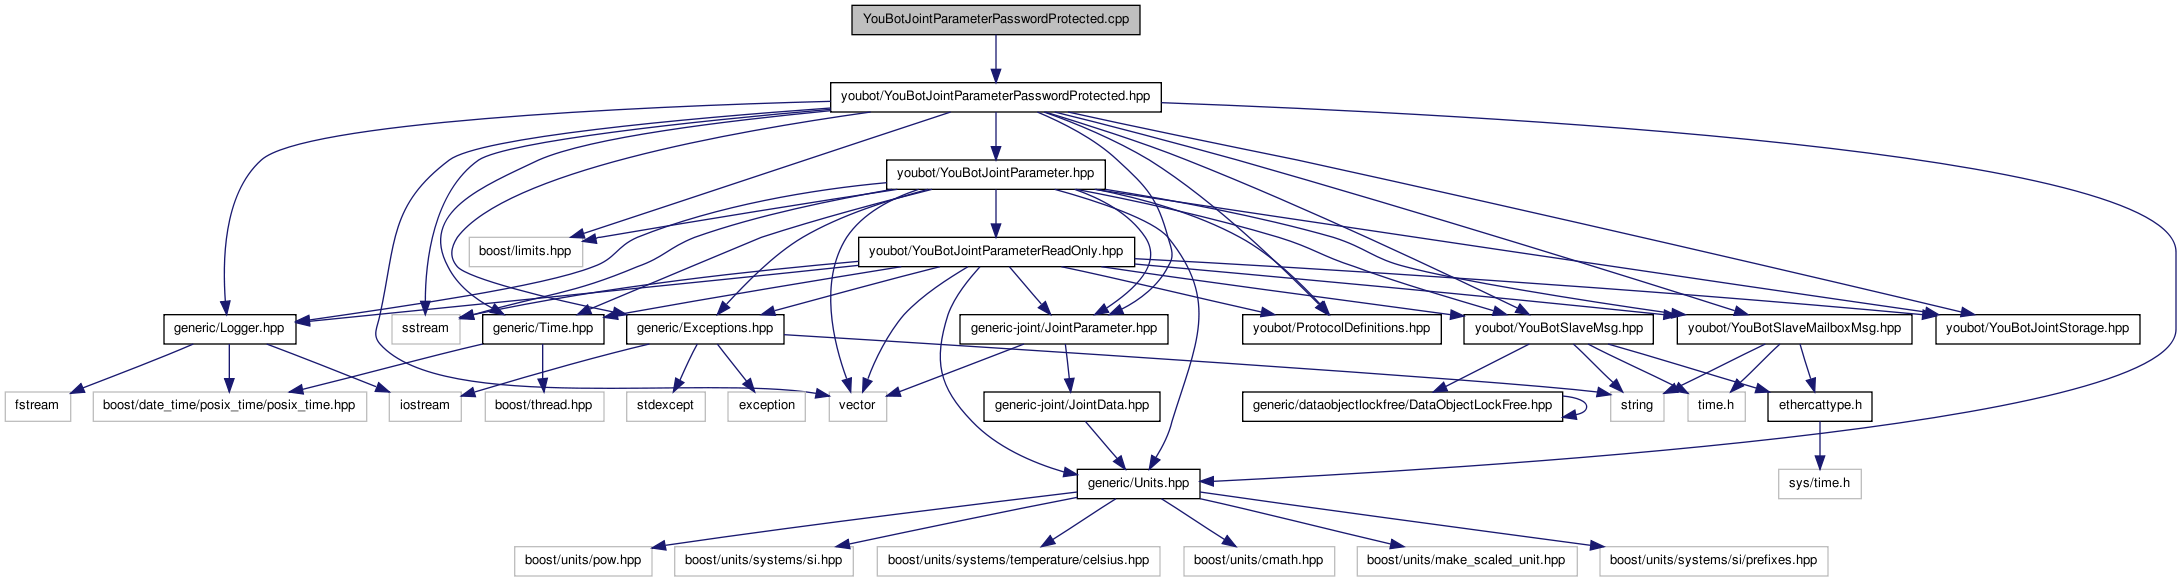 YouBotJointParameterPasswordProtected.cpp
youbot/YouBotJointParameterPasswordProtected.hpp
youbot/YouBotJointParameter.hpp
boost/limits.hpp
youbot/YouBotJointParameterReadOnly.hpp
generic/Logger.hpp
sstream
generic/Time.hpp
generic/Exceptions.hpp
generic-joint/JointParameter.hpp
youbot/ProtocolDefinitions.hpp
youbot/YouBotSlaveMsg.hpp
youbot/YouBotSlaveMailboxMsg.hpp
youbot/YouBotJointStorage.hpp
fstream
boost/date_time/posix_time/posix_time.hpp
iostream
boost/thread.hpp
stdexcept
exception
vector
generic-joint/JointData.hpp
generic/dataobjectlockfree/DataObjectLockFree.hpp
string
time.h
ethercattype.h
generic/Units.hpp
sys/time.h
boost/units/pow.hpp
boost/units/systems/si.hpp
boost/units/systems/temperature/celsius.hpp
boost/units/cmath.hpp
boost/units/make_scaled_unit.hpp
boost/units/systems/si/prefixes.hpp